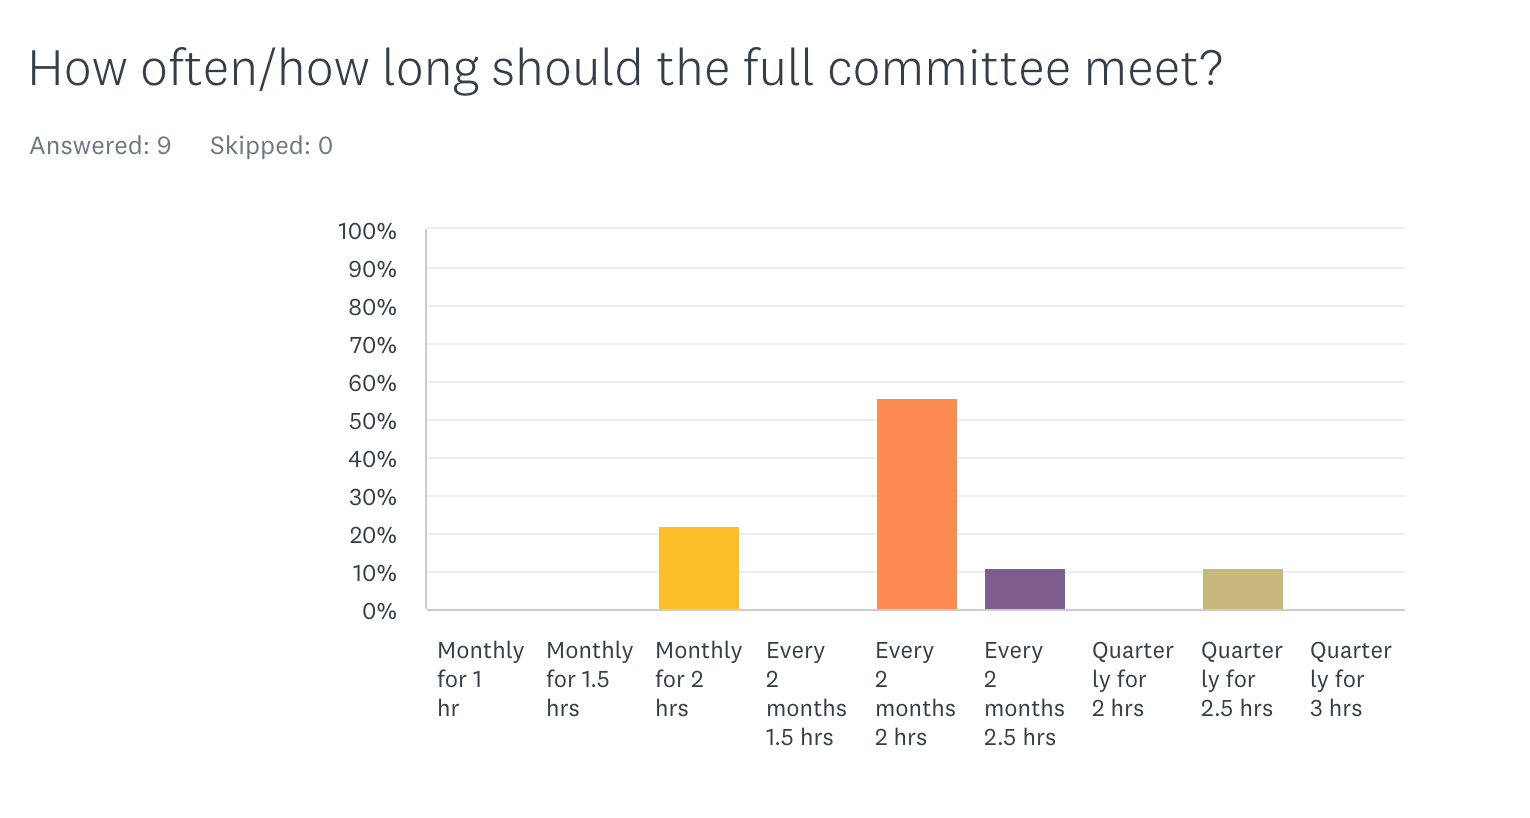 How often/how long should the full committee meet?
Answered: 9 Skipped: 0
100%
90%
80%
70%
60%
50%
40%
30%
20%
10%
0%
Monthly
for 1
hr
Monthly
for 1.5
hrs
Monthly
for 2
hrs
Every
2
months
1.5 hrs
Every
2
months
2 hrs
Every
2
months
2.5 hrs
Quarter
ly for
2 hrs
Quarter
ly for
2.5 hrs
Quarter
ly for
3 hrs